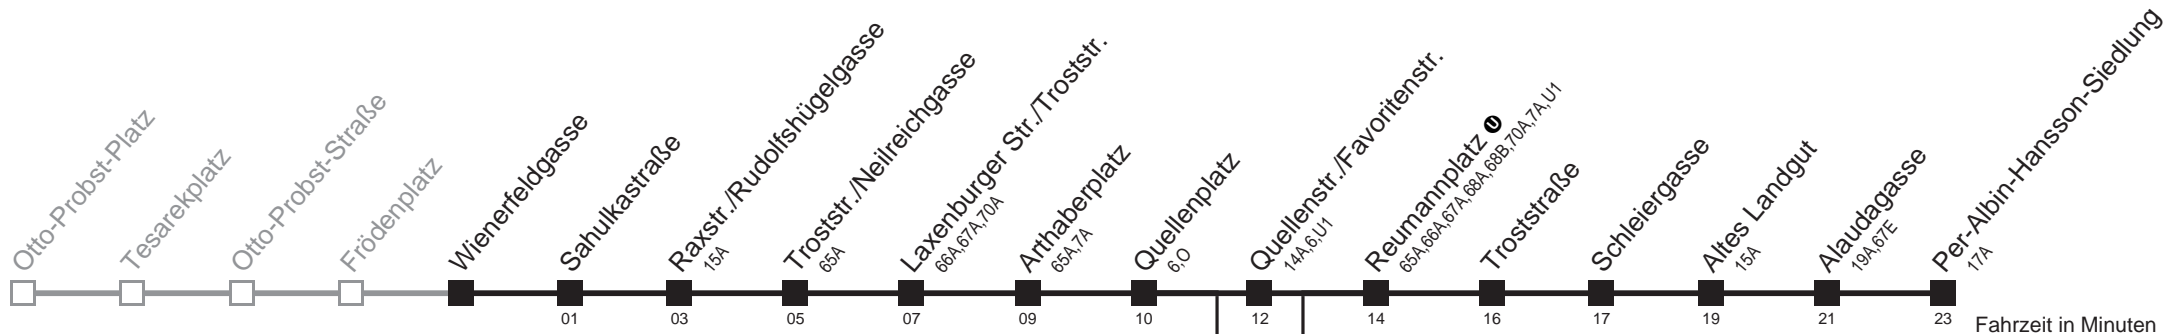 Otto-Probst-Platz
Tesarekplatz
Otto-Probst-Straße
Frödenplatz
Wienerfeldgasse
Sahulkastraße
Raxstr./Rudolfshügelgasse
15A
Troststr./Neilreichgasse
65A
Laxenburger Str./Troststr.
66A,67A,70A
Arthaberplatz
65A,7A
Quellenplatz
6,O
Quellenstr./Favoritenstr.
14A,6,U1
Reumannplatz U
65A,66A,67A,68A,68B,70A,7A,U1
Troststraße
Schleiergasse
Altes Landgut
15A
Alaudagasse
19A,67E
Per-Albin-Hansson-Siedlung
17A
01 03 05 07 09 10 12 14 16 17 19 21 23 Fahrzeit in Minuten